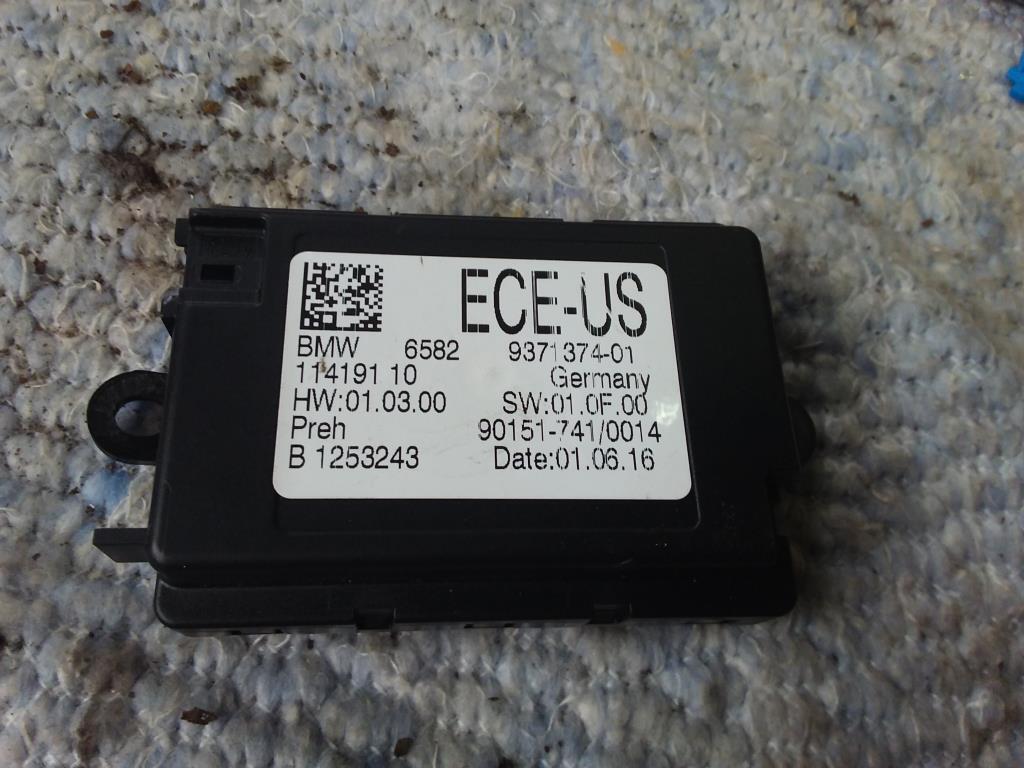 ECE-US
BMW 6582 9371374-01
114191 10 Germany
HW:01.03.00 SW:01.0F.00
Preh 90151-741/0014
B 1253243 Date:01.06.16